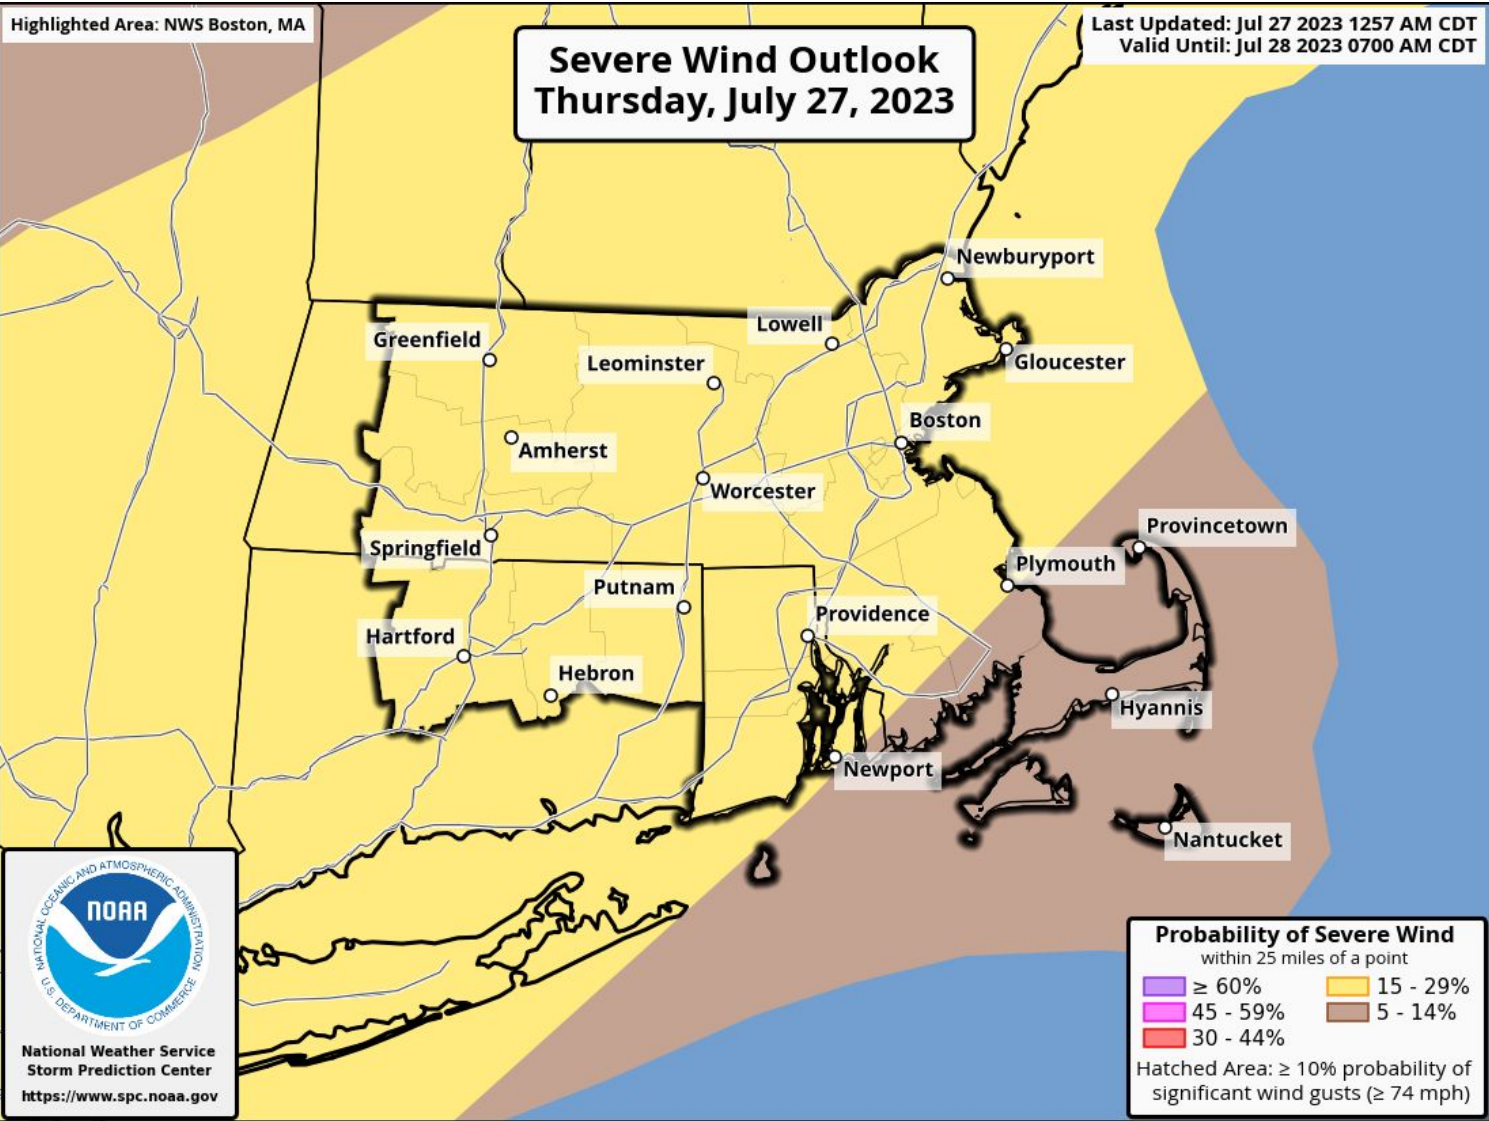 Highlighted Area: NWS Boston, MA
Severe Wind Outlook
Thursday, July 27, 2023
Last Updated: Jul 27 2023 1257 AM CDT
Valid Until: Jul 28 2023 0700 AM CDT
Newburyport
Lowell
Greenfield
Leominster
Gloucester
Boston
Amherst
Worcester
Provincetown
Springfield
Plymouth
Putnam
Providence
Hartford
Hebron
Hyannis
Newport
Nantucket
NATIONAL OCEANIC AND ATMOSPHERIC ADMINISTRATION
NOAA
U.S. DEPARTMENT OF COMMERCE
National Weather Service
Storm Prediction Center
https://www.spc.noaa.gov
Probability of Severe Wind
within 25 miles of a point
≥ 60% 15 - 29%
45 - 59% 5 - 14%
30 - 44%
Hatched Area: ≥ 10% probability of
significant wind gusts (≥ 74 mph)